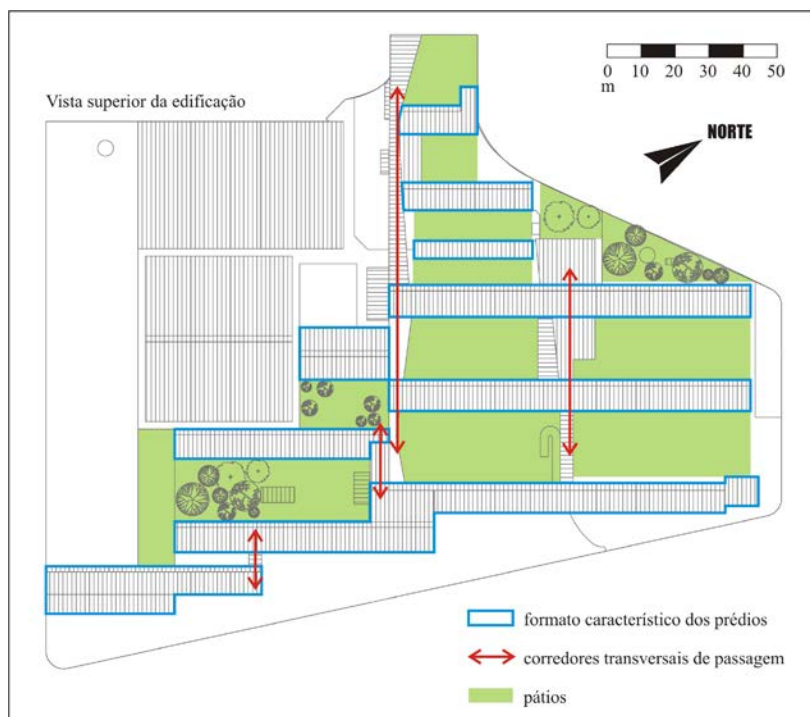 Vista superior da edificação
0 10 20 30 40 50
m
NORTE
formato característico dos prédios
corredores transversais de passagem
pátios